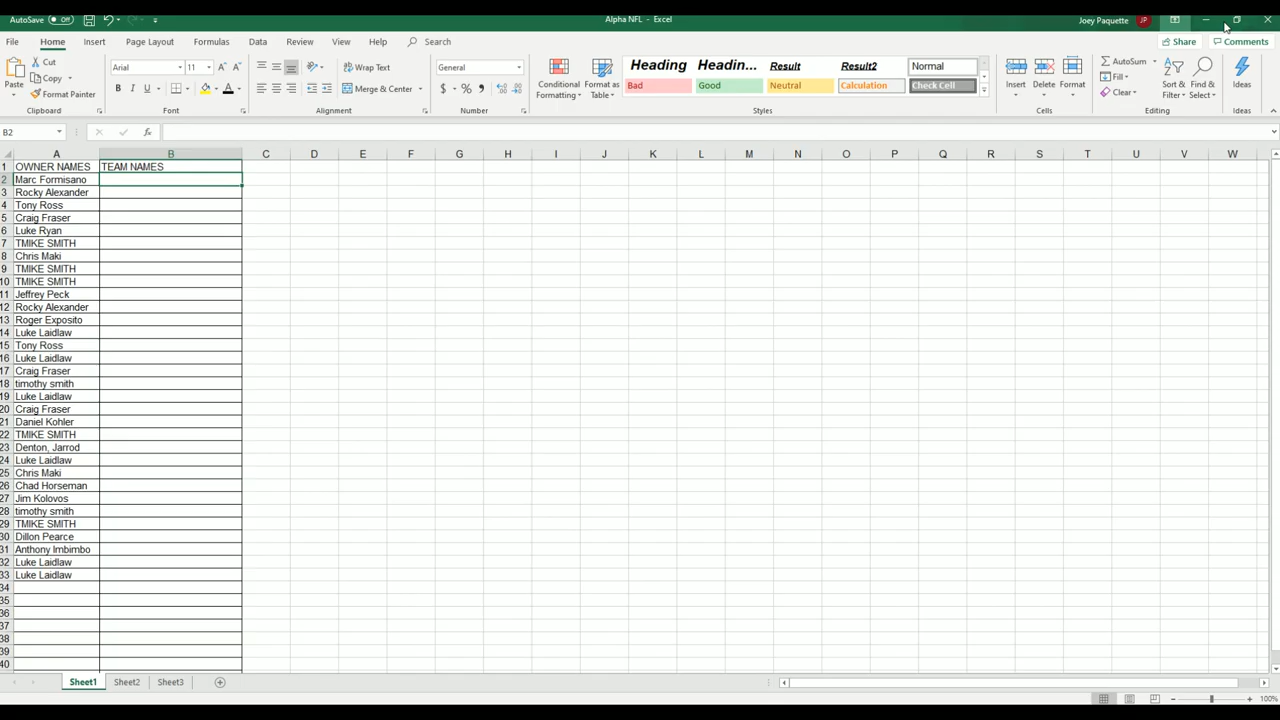 AutoSave Off Alpha NFL - Excel Joey Paquette JP
File Home Insert Page Layout Formulas Data Review View Help Search Share Comments
Cut Arial 11 Wrap Text General Heading Headin... Result Result2 Normal AutoSum
Copy Fill
Paste Format Painter Merge & Center Conditional Formatting Format as Table Bad Good Neutral Calculation Check Cell Insert Delete Format Clear Sort & Filter Find & Select Ideas
Clipboard Font Alignment Number Styles Cells Editing Ideas
B2 fx
A B C D E F G H I J K L M N O P Q R S T U V W
1 OWNER NAMES TEAM NAMES
2 Marc Formisano
3 Rocky Alexander
4 Tony Ross
5 Craig Fraser
6 Luke Ryan
7 TMIKE SMITH
8 Chris Maki
9 TMIKE SMITH
10 TMIKE SMITH
11 Jeffrey Peck
12 Rocky Alexander
13 Roger Exposito
14 Luke Laidlaw
15 Tony Ross
16 Luke Laidlaw
17 Craig Fraser
18 timothy smith
19 Luke Laidlaw
20 Craig Fraser
21 Daniel Kohler
22 TMIKE SMITH
23 Denton, Jarrod
24 Luke Laidlaw
25 Chris Maki
26 Chad Horseman
27 Jim Kolovos
28 timothy smith
29 TMIKE SMITH
30 Dillon Pearce
31 Anthony Imbimbo
32 Luke Laidlaw
33 Luke Laidlaw
34
35
36
37
38
39
40
Sheet1 Sheet2 Sheet3
100%